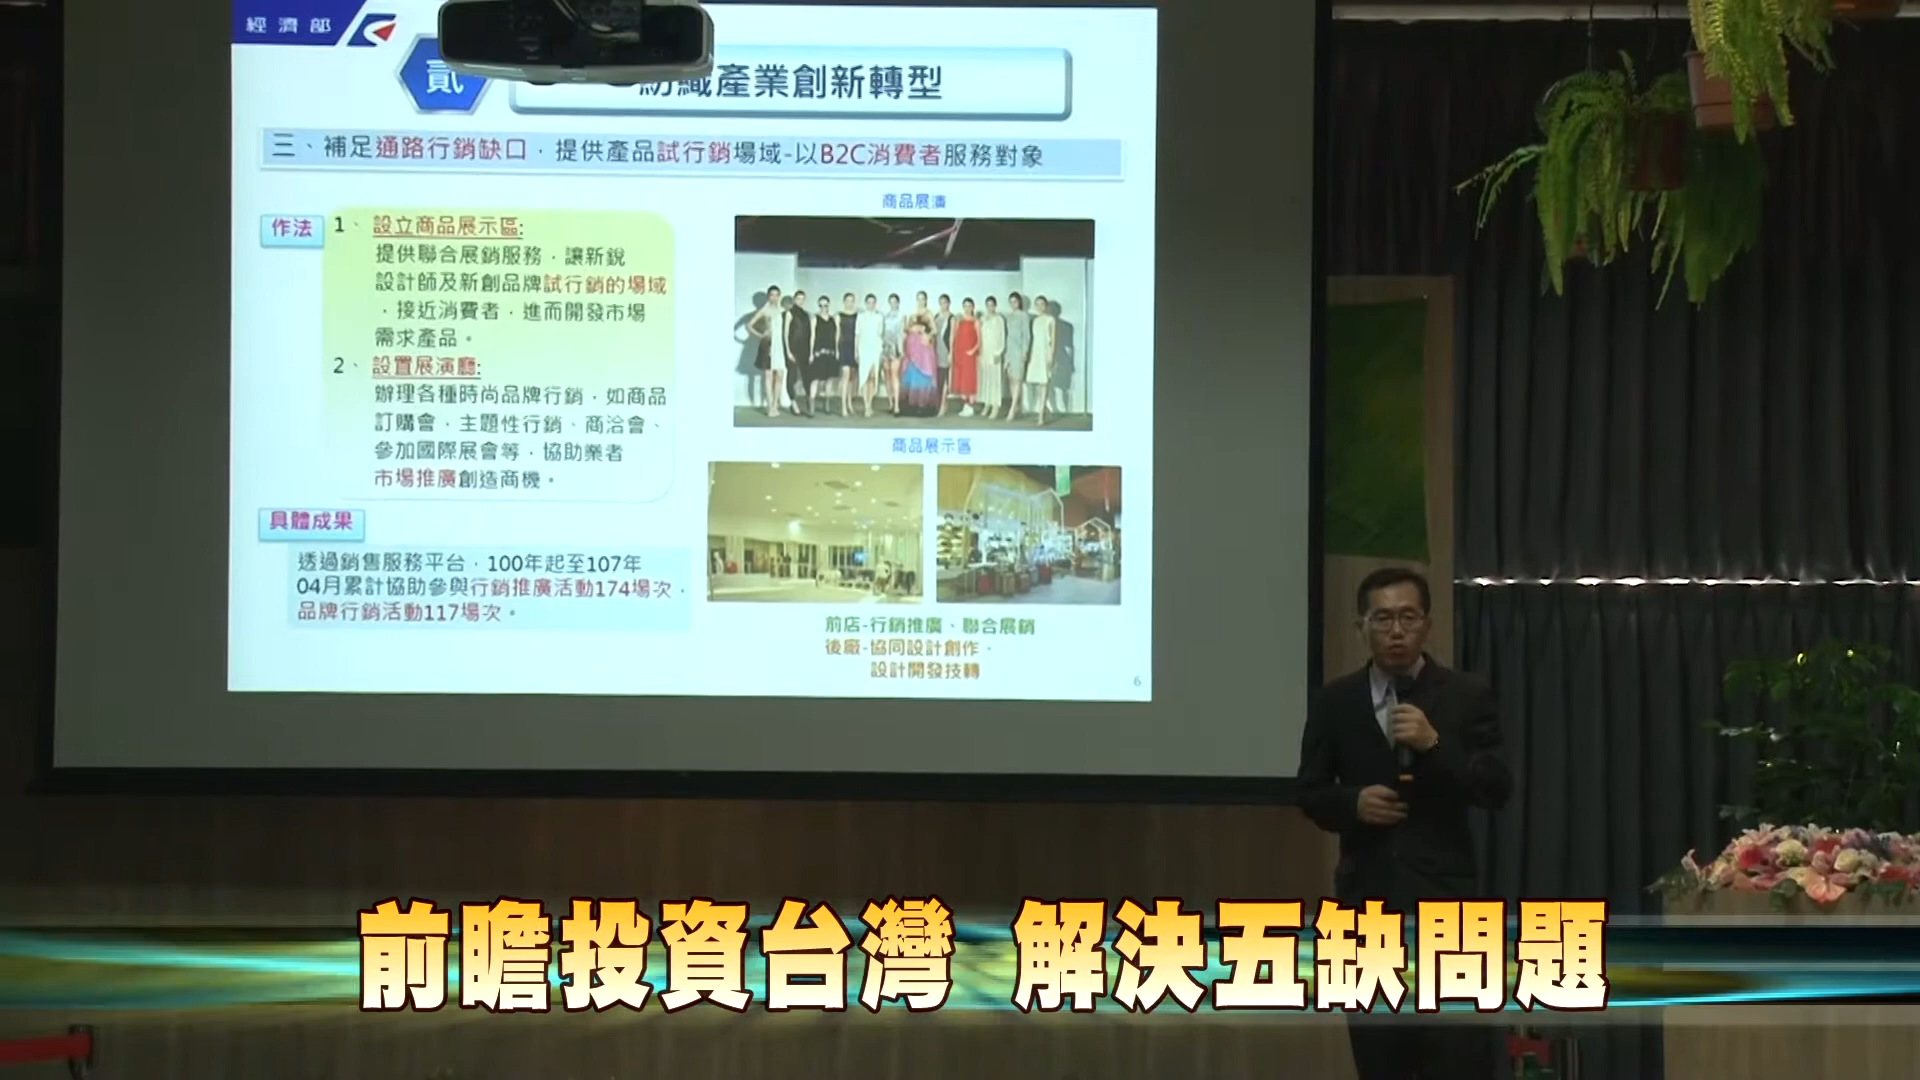 經濟部
貳
紡織產業創新轉型
三、補足通路行銷缺口，提供產品試行銷場域-以B2C消費者服務對象
商品展演
作法
1、設立商品展示區:
提供聯合展銷服務，讓新銳
設計師及新創品牌試行銷的場域
，接近消費者，進而開發市場
需求產品。
2、設置展演廳:
辦理各種時尚品牌行銷，如商品
訂購會，主題性行銷、商洽會、
參加國際展會等，協助業者
市場推廣創造商機。
商品展示區
具體成果
透過銷售服務平台，100年起至107年
04月累計協助參與行銷推廣活動174場次，
品牌行銷活動117場次。
前店-行銷推廣、聯合展銷
後廠-協同設計創作、
設計開發技轉
6
前瞻投資台灣 解決五缺問題